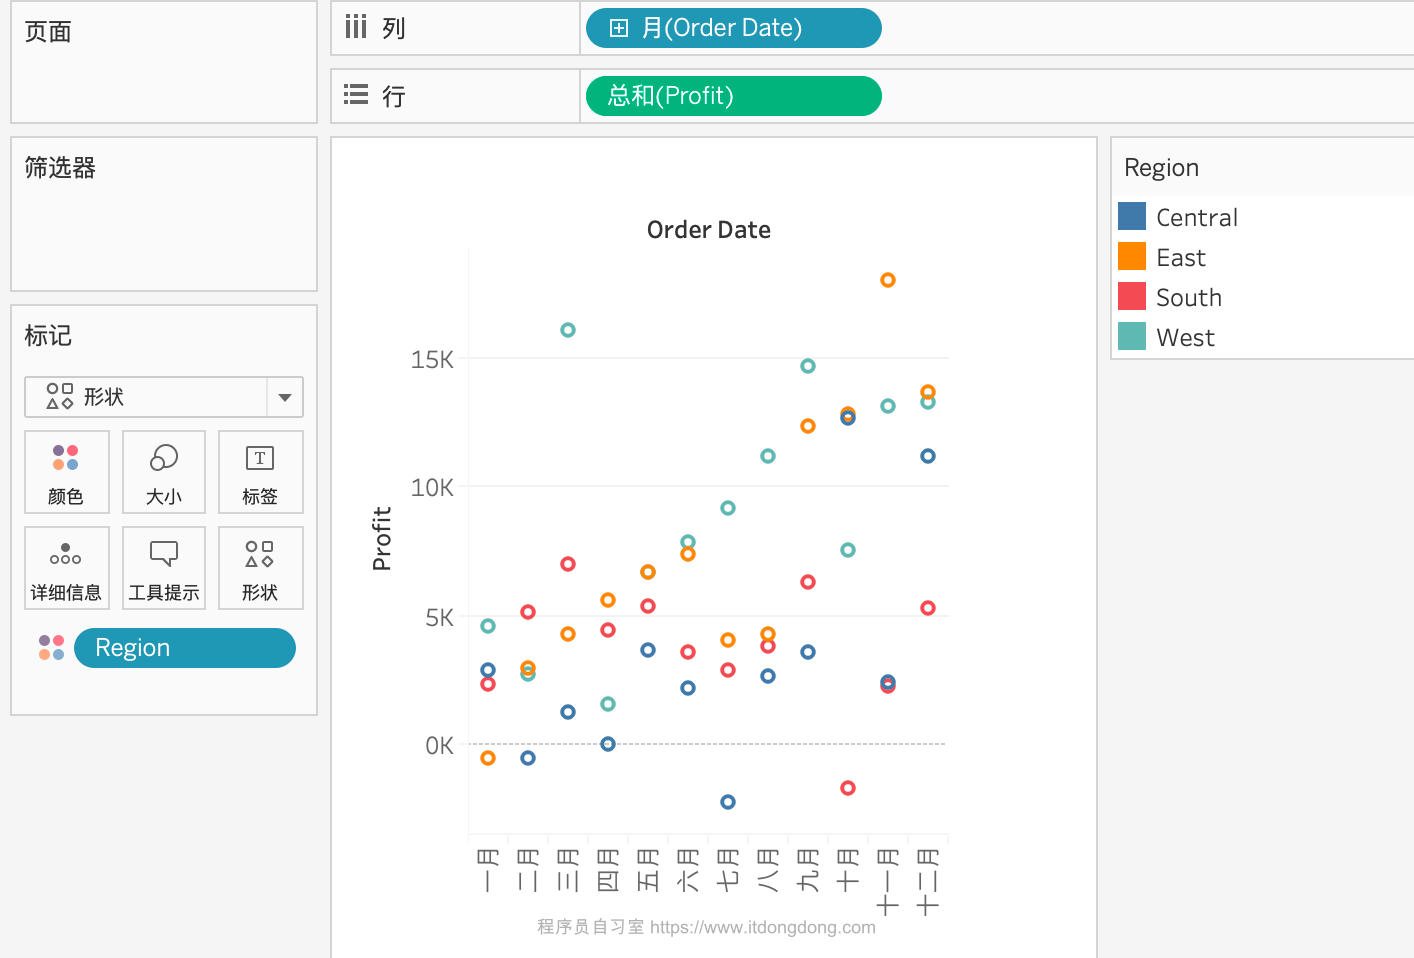 页面
列
月(Order Date)
行
总和(Profit)
筛选器
标记
形状
颜色
大小
标签
T
详细信息
工具提示
形状
Region
Order Date
Profit
15K
10K
5K
0K
一月
二月
三月
四月
五月
六月
七月
八月
九月
十月
十一月
十二月
程序员自习室 https://www.itdongdong.com
Region
Central
East
South
West